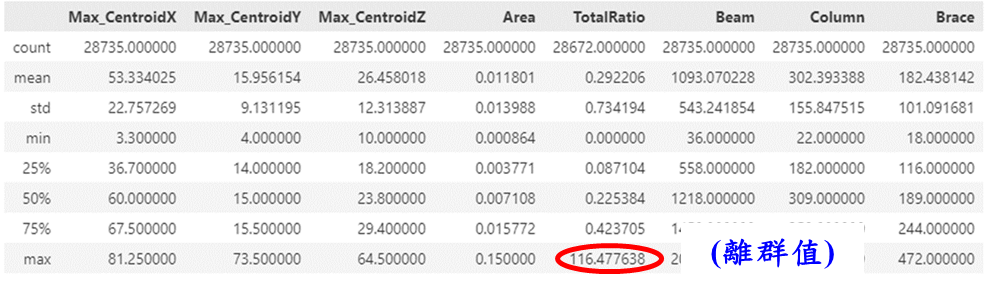 Max_CentroidX Max_CentroidY Max_CentroidZ Area TotalRatio Beam Column Brace
count 28735.000000 28735.000000 28735.000000 28735.000000 28672.000000 28735.000000 28735.000000 28735.000000
mean 53.334025 15.956154 26.458018 0.011801 0.292206 1093.070228 302.393388 182.438142
std 22.757269 9.131195 12.313887 0.013988 0.734194 543.241854 155.847515 101.091681
min 3.300000 4.000000 10.000000 0.000864 0.000000 36.000000 22.000000 18.000000
25% 36.700000 14.000000 18.200000 0.003771 0.087104 558.000000 182.000000 116.000000
50% 60.000000 15.000000 23.800000 0.007108 0.225384 1218.000000 309.000000 189.000000
75% 67.500000 15.500000 29.400000 0.015772 0.423705 244.000000
max 81.250000 73.500000 64.500000 0.150000 116.477638 (離群值) 472.000000